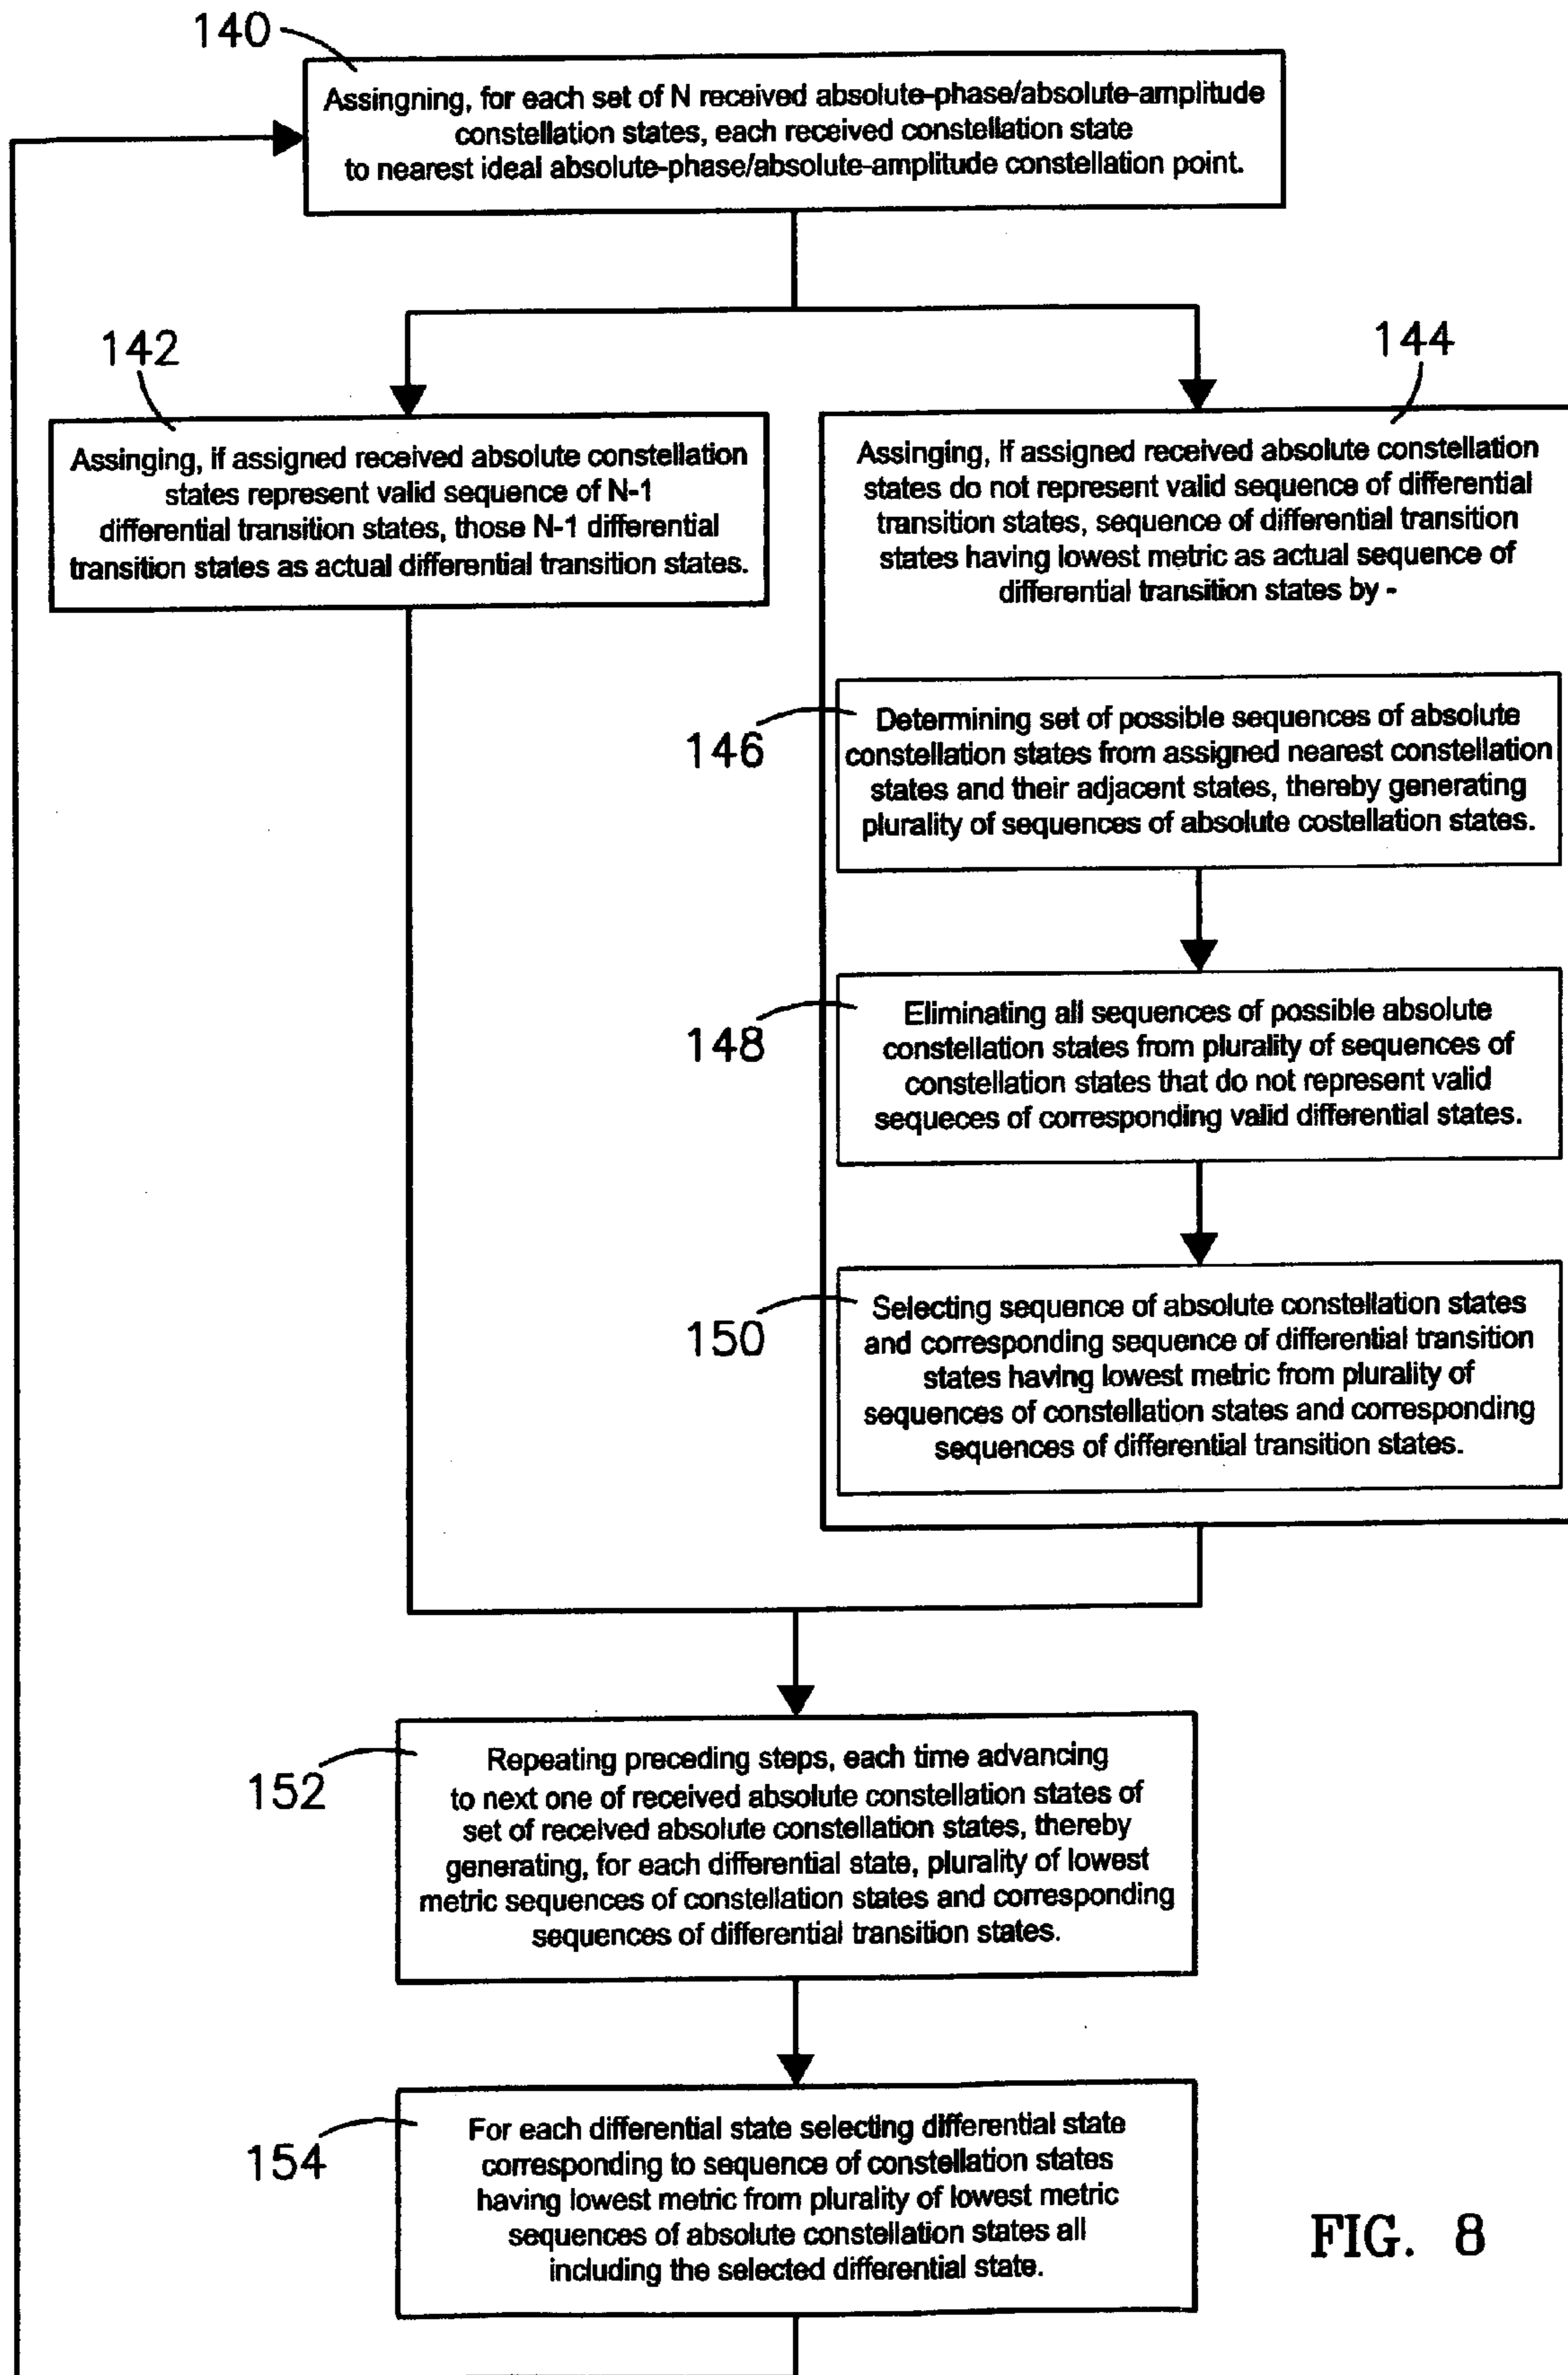 140
Assingning, for each set of N received absolute-phase/absolute-amplitude
constellation states, each received constellation state
to nearest ideal absolute-phase/absolute-amplitude constellation point.
142
Assinging, if assigned received absolute constellation
states represent valid sequence of N-1
differential transition states, those N-1 differential
transition states as actual differential transition states.
144
Assinging, if assigned received absolute constellation
states do not represent valid sequence of differential
transition states, sequence of differential transition
states having lowest metric as actual sequence of
differential transition states by -
146
Determining set of possible sequences of absolute
constellation states from assigned nearest constellation
states and their adjacent states, thereby generating
plurality of sequences of absolute costellation states.
148
Eliminating all sequences of possible absolute
constellation states from plurality of sequences of
constellation states that do not represent valid
sequeces of corresponding valid differential states.
150
Selecting sequence of absolute constellation states
and corresponding sequence of differential transition
states having lowest metric from plurality of
sequences of constellation states and corresponding
sequences of differential transition states.
152
Repeating preceding steps, each time advancing
to next one of received absolute constellation states of
set of received absolute constellation states, thereby
generating, for each differential state, plurality of lowest
metric sequences of constellation states and corresponding
sequences of differential transition states.
154
For each differential state selecting differential state
corresponding to sequence of constellation states
having lowest metric from plurality of lowest metric
sequences of absolute constellation states all
including the selected differential state.
FIG. 8